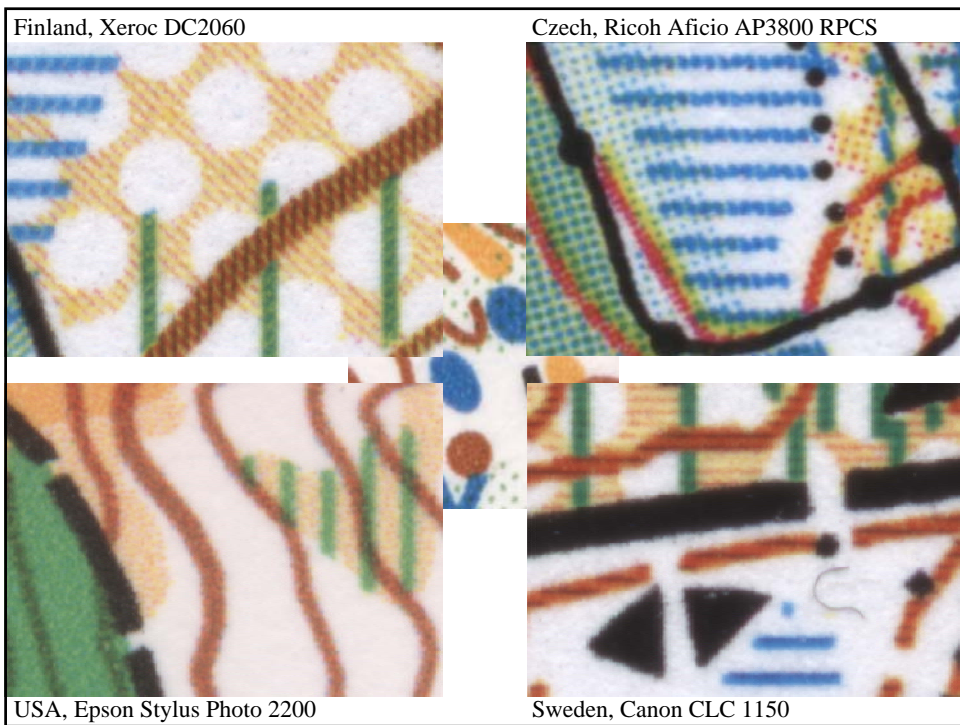 Finland, Xeroc DC2060
Czech, Ricoh Aficio AP3800 RPCS
USA, Epson Stylus Photo 2200
Sweden, Canon CLC 1150